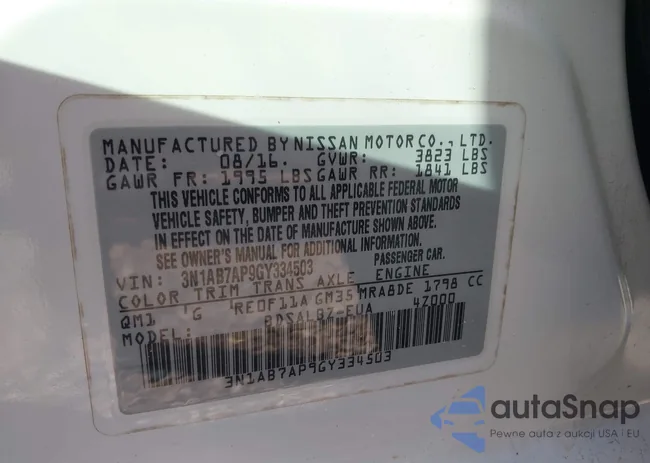 MANUFACTURED BY NISSAN MOTOR CO., LTD.
DATE: 08/16. GVWR: 3823 LBS
GAWR FR: 1995 LBS GAWR RR: 1841 LBS
THIS VEHICLE CONFORMS TO ALL APPLICABLE FEDERAL MOTOR
VEHICLE SAFETY, BUMPER AND THEFT PREVENTION STANDARDS
IN EFFECT ON THE DATE OF MANUFACTURE SHOWN ABOVE.
SEE OWNER'S MANUAL FOR ADDITIONAL INFORMATION.
VIN: 3N1AB7AP9GY334503 PASSENGER CAR.
COLOR TRIM TRANS AXLE ENGINE
QM1 'G 'RE0F11A GM35 MRA8DE 1798 CC
MODEL: BDSALBZ-EUA 4Z000
3N1AB7AP9GY334503
autaSnap
Pewne auta z aukcji USA i EU